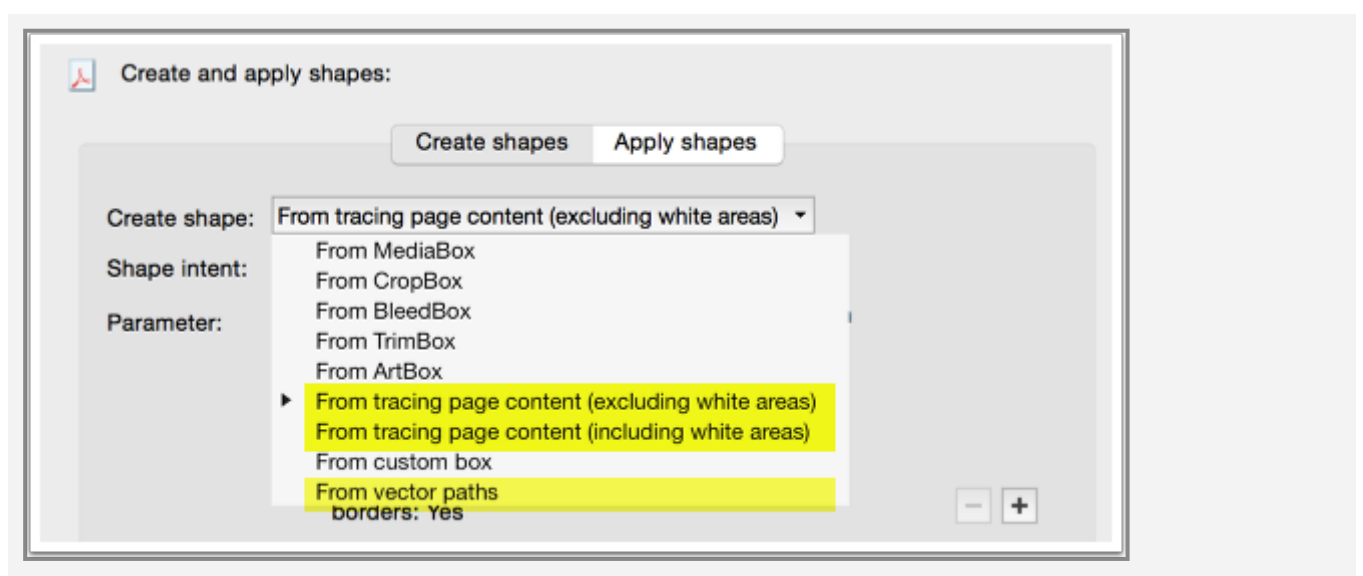 Create and apply shapes:
Create shapes Apply shapes
Create shape: From tracing page content (excluding white areas)
From MediaBox
Shape intent:
From CropBox
From BleedBox
Parameter:
From TrimBox
From ArtBox
From tracing page content (excluding white areas)
From tracing page content (including white areas)
From custom box
From vector paths
borders: Yes